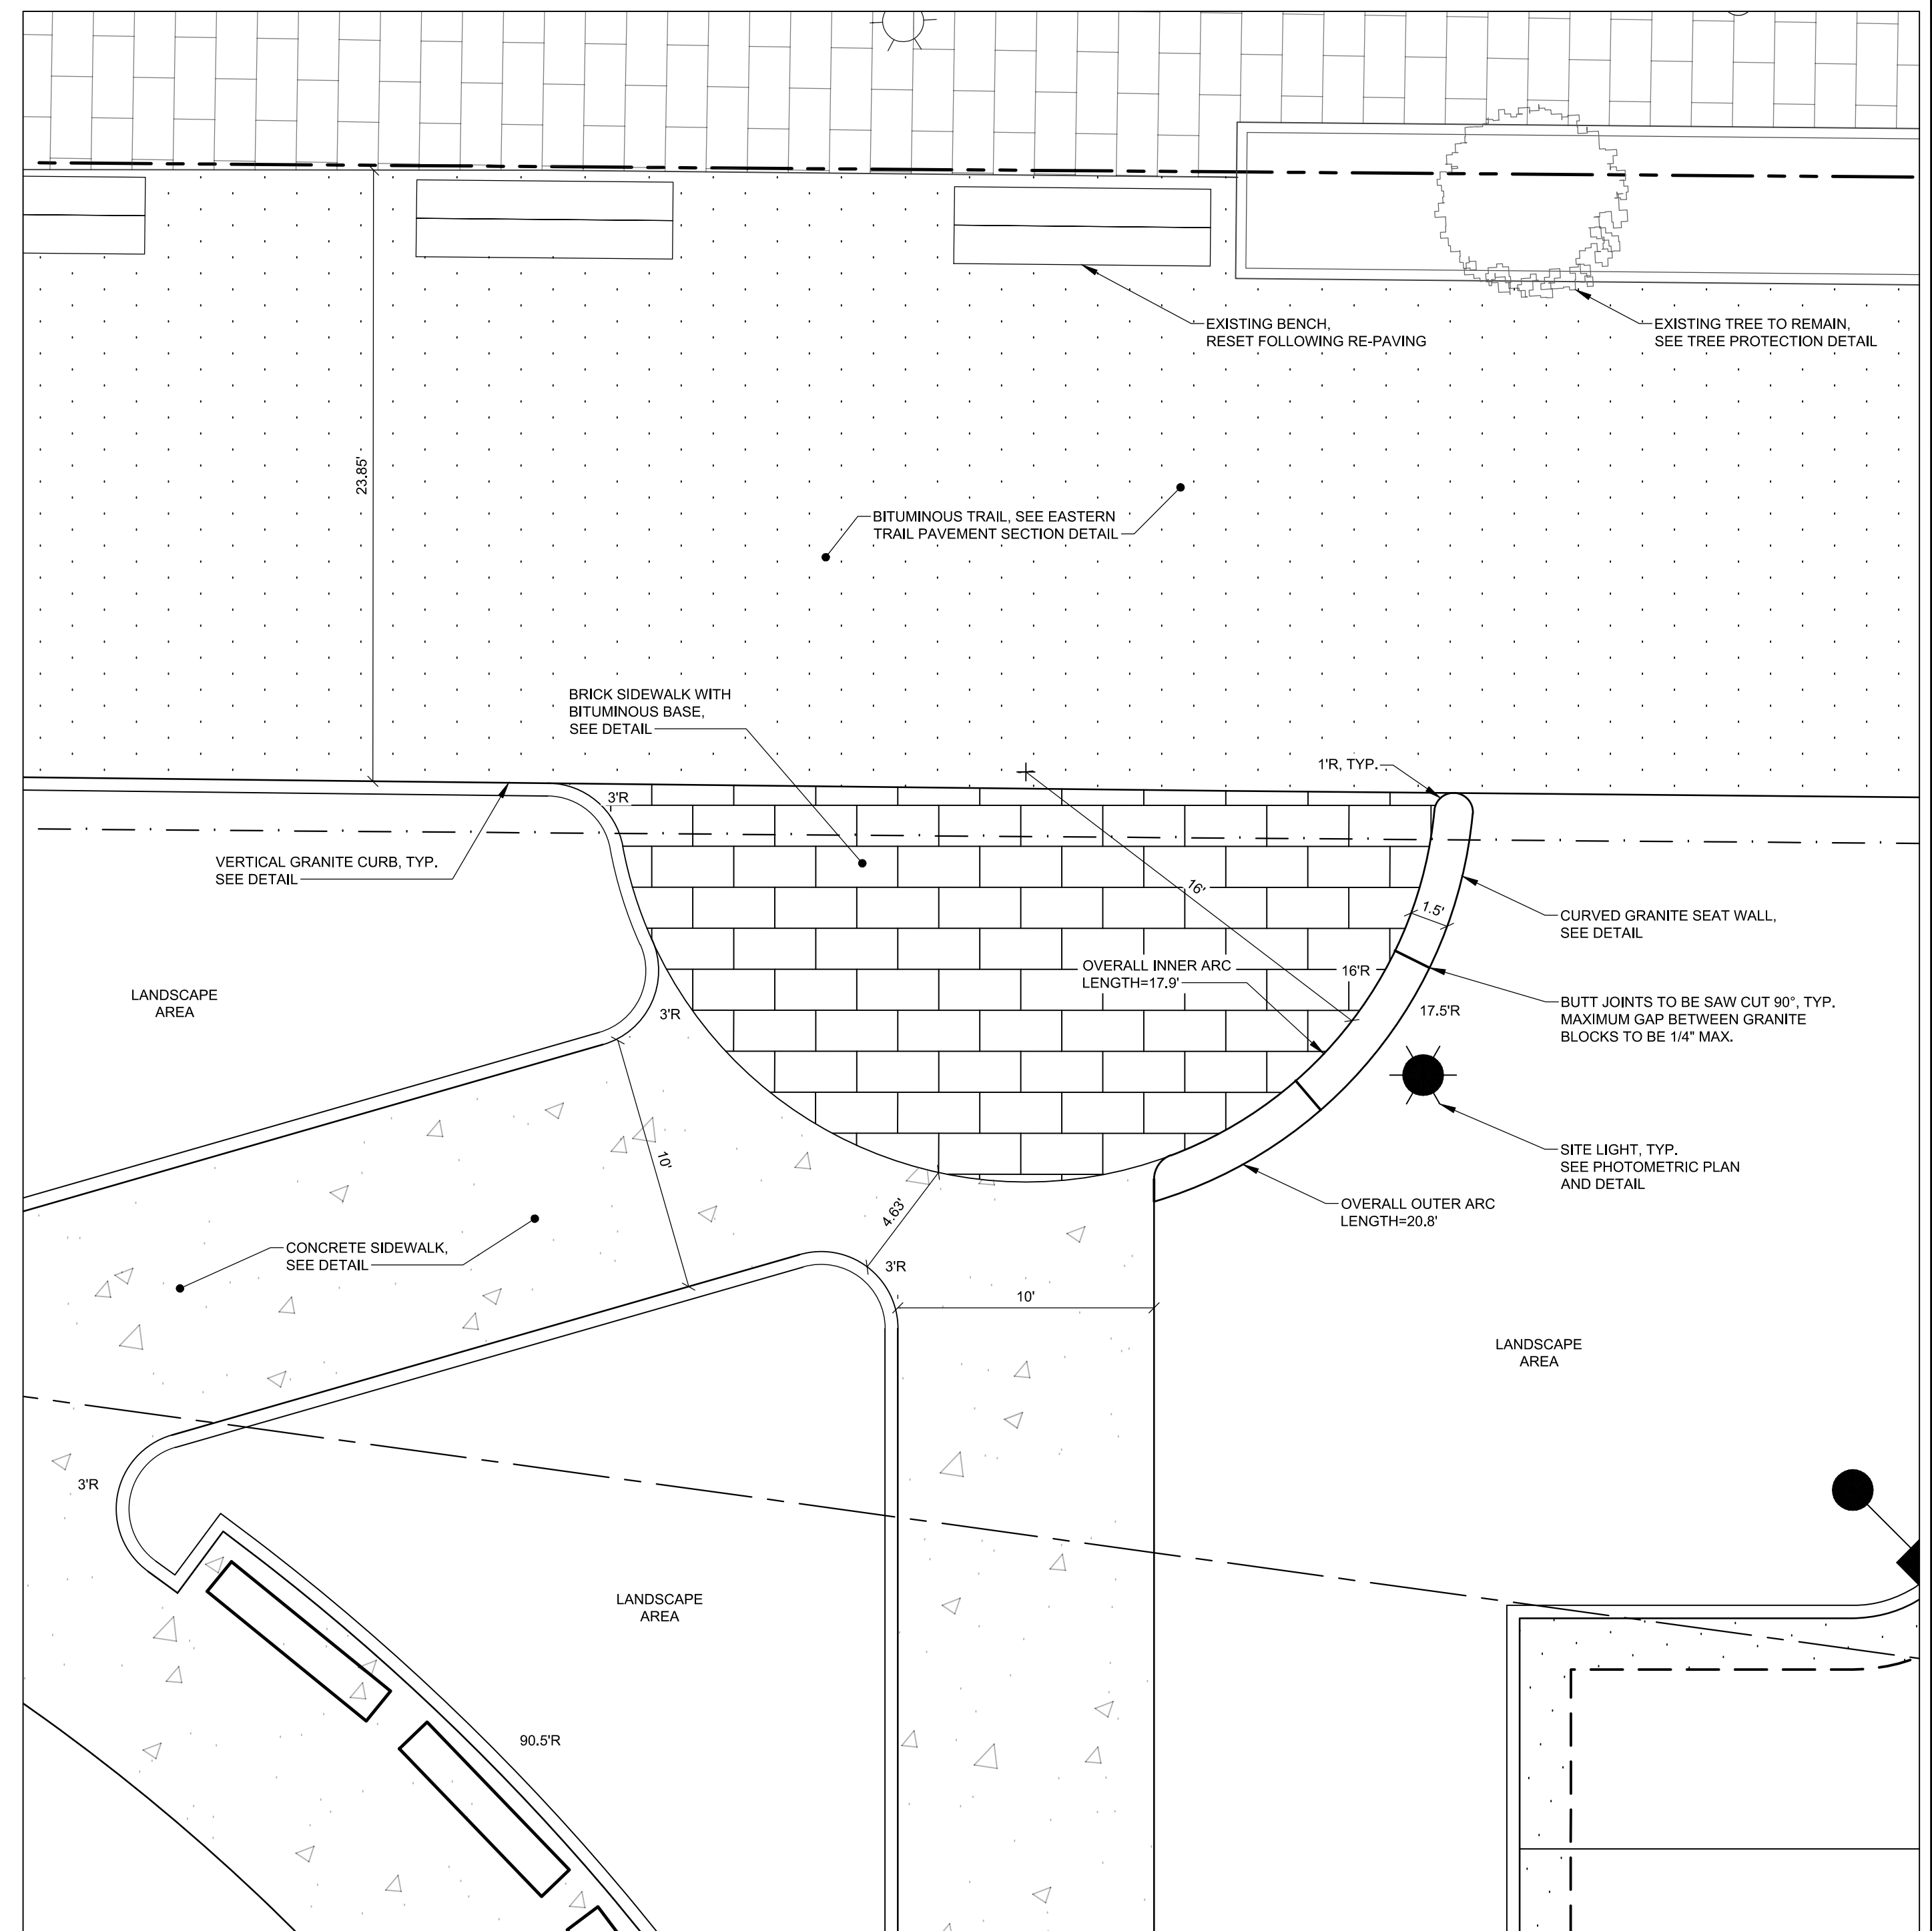 EXISTING BENCH,
RESET FOLLOWING RE-PAVING
EXISTING TREE TO REMAIN,
SEE TREE PROTECTION DETAIL
23.85'
BITUMINOUS TRAIL, SEE EASTERN
TRAIL PAVEMENT SECTION DETAIL
BRICK SIDEWALK WITH
BITUMINOUS BASE,
SEE DETAIL
1'R, TYP.
3'R
VERTICAL GRANITE CURB, TYP.
SEE DETAIL
16'
1.5'
CURVED GRANITE SEAT WALL,
SEE DETAIL
OVERALL INNER ARC
LENGTH=17.9'
16'R
LANDSCAPE
AREA
3'R
17.5'R
BUTT JOINTS TO BE SAW CUT 90°, TYP.
MAXIMUM GAP BETWEEN GRANITE
BLOCKS TO BE 1/4" MAX.
10'
SITE LIGHT, TYP.
SEE PHOTOMETRIC PLAN
AND DETAIL
4.63'
OVERALL OUTER ARC
LENGTH=20.8'
CONCRETE SIDEWALK,
SEE DETAIL
3'R
10'
LANDSCAPE
AREA
3'R
LANDSCAPE
AREA
90.5'R